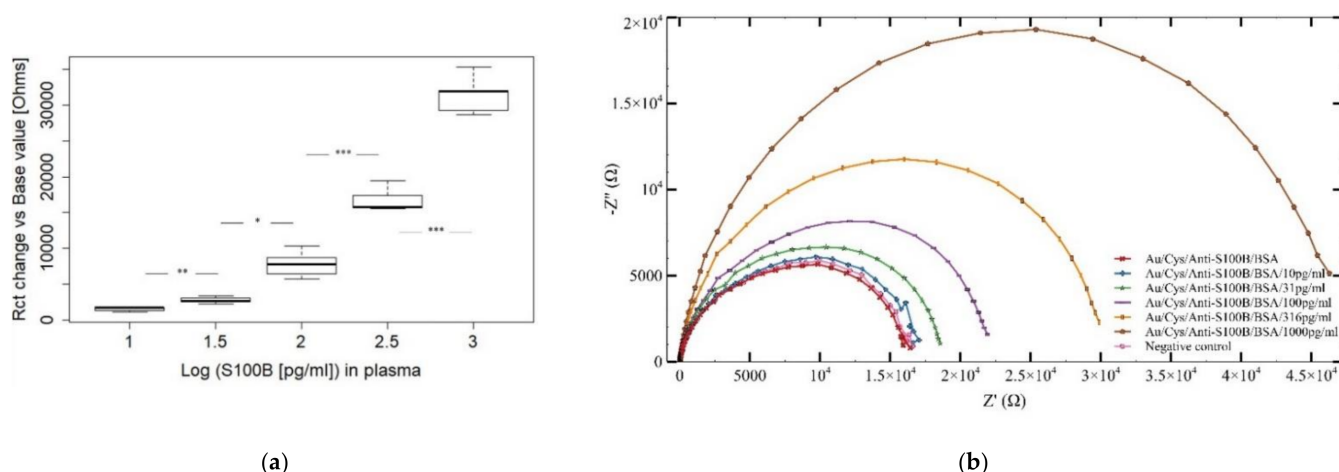 Rct change vs Base value [Ohms]
0 10000 20000 30000
**
*
***
***
1 1.5 2 2.5 3
Log (S100B [pg/ml]) in plasma
(a)
-Z'' (Ω)
2×10⁴
1.5×10⁴
1×10⁴
5000
0
Au/Cys/Anti-S100B/BSA
Au/Cys/Anti-S100B/BSA/10pg/ml
Au/Cys/Anti-S100B/BSA/31pg/ml
Au/Cys/Anti-S100B/BSA/100pg/ml
Au/Cys/Anti-S100B/BSA/316pg/ml
Au/Cys/Anti-S100B/BSA/1000pg/ml
Negative control
0 5000 1×10⁴ 1.5×10⁴ 2×10⁴ 2.5×10⁴ 3×10⁴ 3.5×10⁴ 4×10⁴ 4.5×10⁴
Z' (Ω)
(b)